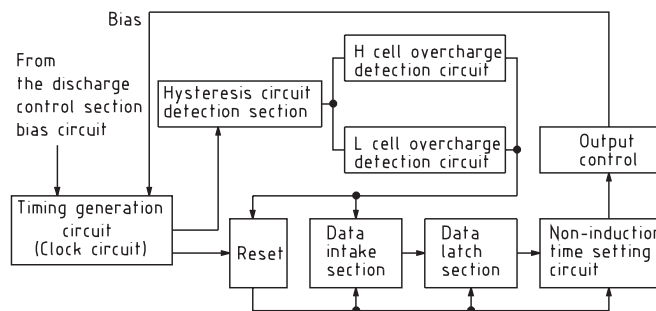 Bias
From
the discharge
control section
bias circuit
H cell overcharge
detection circuit
Hysteresis circuit
detection section
L cell overcharge
detection circuit
Output
control
Timing generation
circuit
(Clock circuit)
Reset
Data
intake
section
Data
latch
section
Non-induction
time setting
circuit